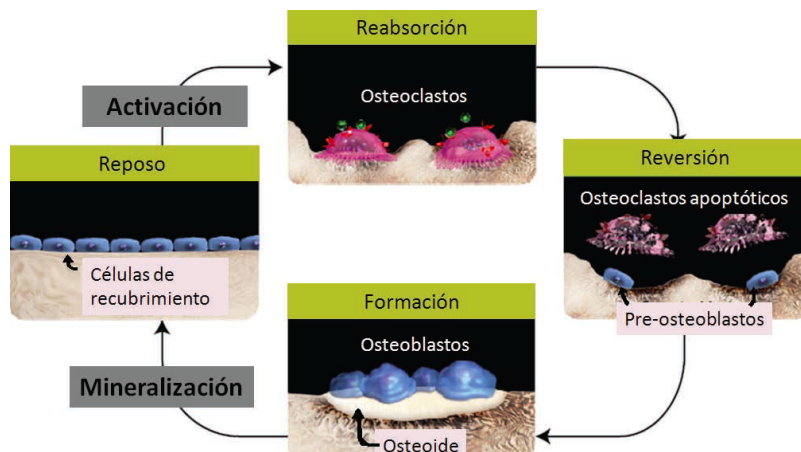 Reabsorción
Osteoclastos
Activación
Reposo
Células de
recubrimiento
Reversión
Osteoclastos apoptóticos
Pre-osteoblastos
Formación
Osteoblastos
Osteoide
Mineralización